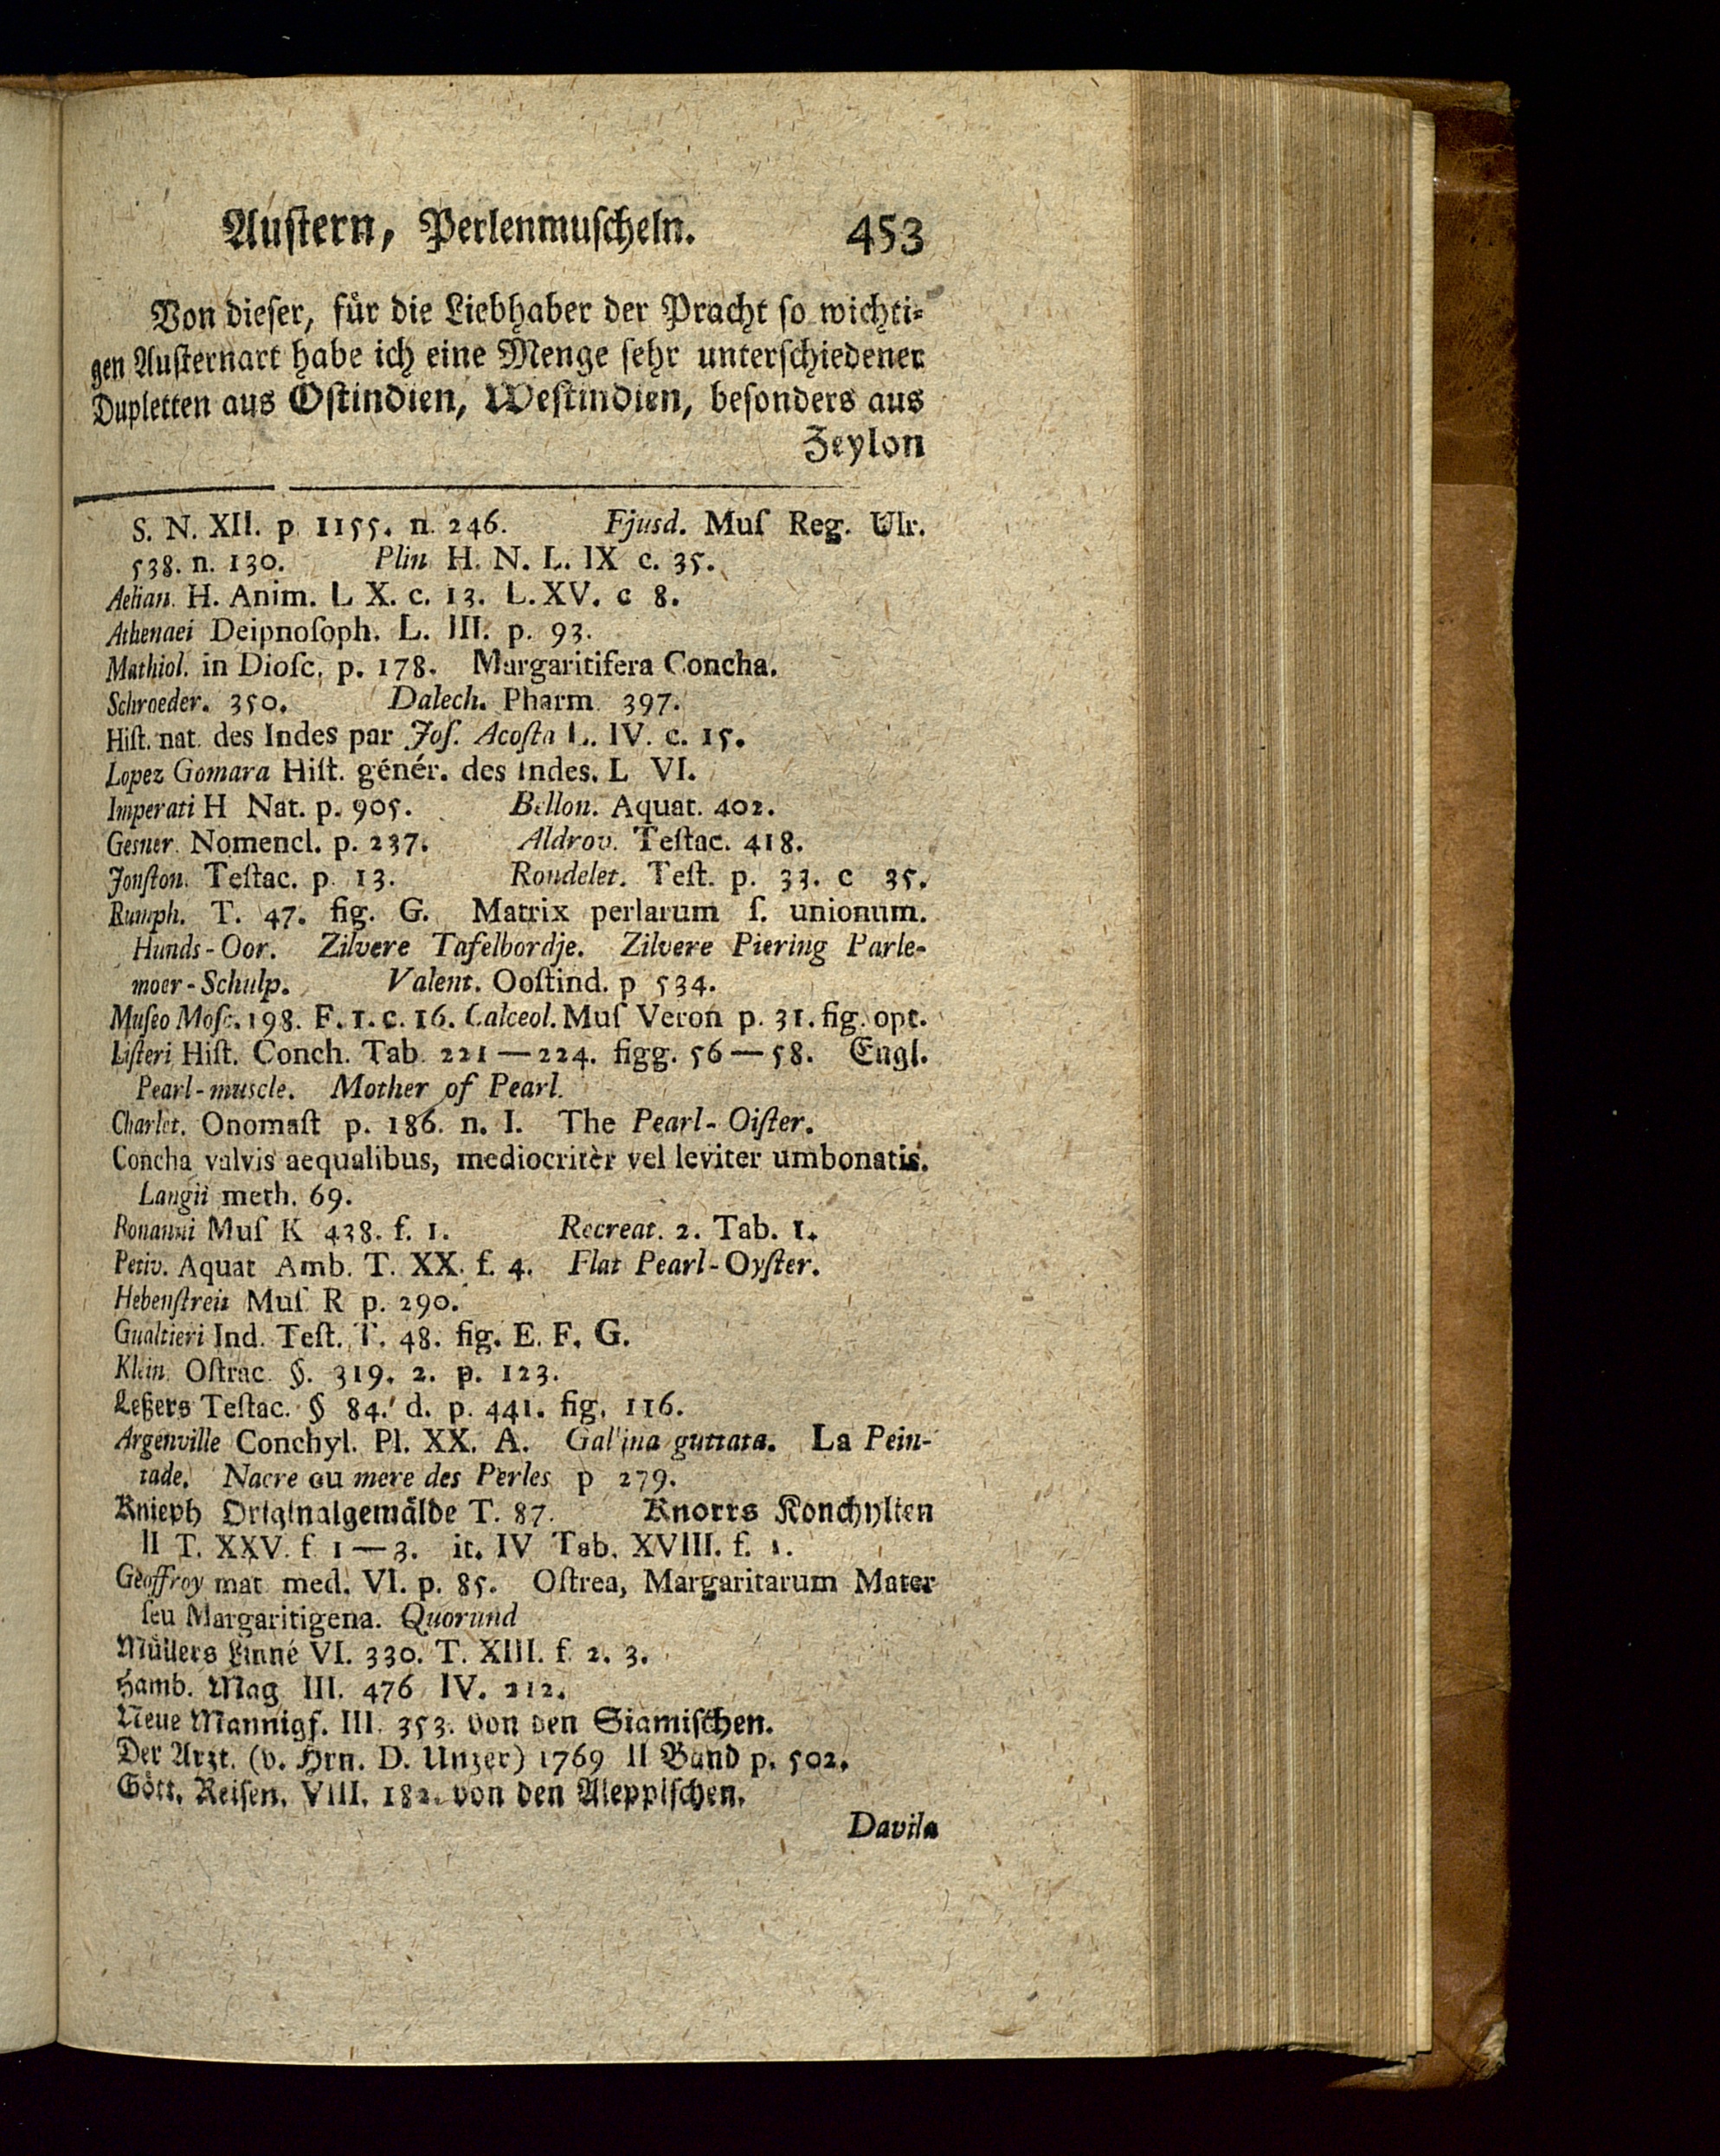 Auſtern, Perlenmuſcheln. 453
Von dieſer, für die Liebhaber der Pracht ſo wichti-
gen Auſternart habe ich eine Menge ſehr unterſchiedener
Dupletten aus Oſtindien, Weſtindien, beſonders aus
Zeylon
S. N. XII. p. 1155. n. 246. Ejusd. Muſ Reg. Ulr.
538. n. 130. Plin H. N. L. IX c. 35.
Aelian. H. Anim. L X. c. 13. L. XV. c 8.
Athenaei Deipnoſoph. L. III. p. 93.
Mathiol. in Dioſc. p. 178. Margaritifera Concha.
Schroeder. 350. Dalech. Pharm. 397.
Hiſt. nat. des Indes par Joſ. Acoſta L. IV. c. 15.
Lopez Gomara Hiſt. génér. des Indes. L VI.
Imperati H Nat. p. 905. Bellon. Aquat. 402.
Gesner. Nomencl. p. 237. Aldrov. Teſtac. 418.
Jonſton. Teſtac. p. 13. Rondelet. Teſt. p. 33. c 35.
Rumph. T. 47. fig. G. Matrix perlarum ſ. unionum.
Hunds-Oor. Zilvere Tafelbordje. Zilvere Piering Parle-
moer-Schulp. Valent. Ooſtind. p 534.
Muſeo Moſc. 198. F. 1. c. 16. Calceol. Muſ Veron p. 31. fig. opt.
Liſteri Hiſt. Conch. Tab. 221—224. figg. 56—58. Engl.
Pearl-muscle. Mother of Pearl.
Charlet. Onomaſt p. 186. n. I. The Pearl-Oiſter.
Concha valvis aequalibus, mediocritèr vel leviter umbonatis.
Langii meth. 69.
Bonanni Muſ K 438. f. 1. Recreat. 2. Tab. 1.
Petiv. Aquat Amb. T. XX. f. 4. Flat Pearl-Oyſter.
Hebenſtreit Muſ. R p. 290.
Gualtieri Ind. Teſt. T. 48. fig. E. F. G.
Klein. Oſtrac. §. 319. 2. p. 123.
Leßers Teſtac. § 84. d. p. 441. fig. 116.
Argenville Conchyl. Pl. XX. A. Gallina guttata. La Pein-
tade. Nacre ou mere des Perles p 279.
Knieph Originalgemälde T. 87. Knorrs Konchylien
II T. XXV. f 1—3. it. IV Tab. XVIII. f. 1.
Geoffroy mat med. VI. p. 85. Oſtrea, Margaritarum Mater
ſeu Margaritigena. Quorund
Müllers Linné VI. 330. T. XIII. f. 2. 3.
Hamb. Mag III. 476 IV. 212.
Neue Mannigf. III. 353. von den Siamiſchen.
Der Arzt. (v. Hrn. D. Unzer) 1769 II Band p. 502.
Gött. Reiſen. VIII. 182. von den Aleppiſchen.
Davila